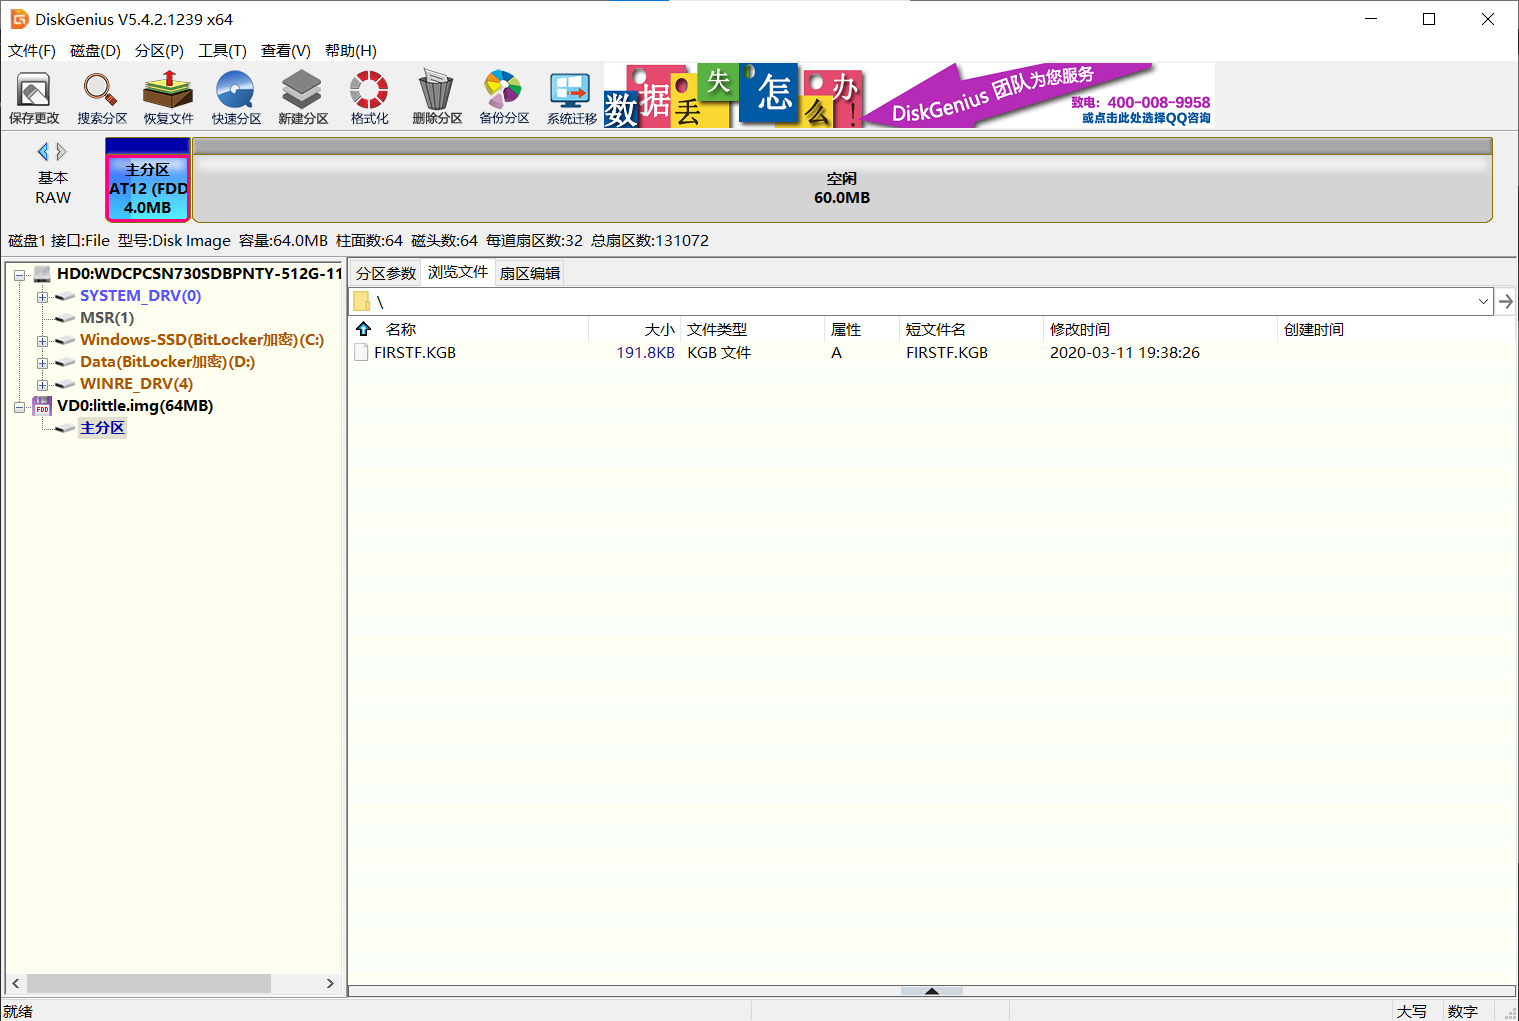 DiskGenius V5.4.2.1239 x64
文件(F) 磁盘(D) 分区(P) 工具(T) 查看(V) 帮助(H)
保存更改 搜索分区 恢复文件 快速分区 新建分区 格式化 删除分区 备份分区 系统迁移
数据丢失怎么办!
DiskGenius 团队为您服务
致电：400-008-9958
或点击此处选择QQ咨询
基本
RAW
主分区
AT12 (FDD
4.0MB
空闲
60.0MB
磁盘1 接口:File 型号:Disk Image 容量:64.0MB 柱面数:64 磁头数:64 每道扇区数:32 总扇区数:131072
HD0:WDCPCSN730SDBPNTY-512G-11
SYSTEM_DRV(0)
MSR(1)
Windows-SSD(BitLocker加密)(C:)
Data(BitLocker加密)(D:)
WINRE_DRV(4)
FDD
VD0:little.img(64MB)
主分区
分区参数 浏览文件 扇区编辑
\
名称 大小 文件类型 属性 短文件名 修改时间 创建时间
FIRSTF.KGB 191.8KB KGB 文件 A FIRSTF.KGB 2020-03-11 19:38:26
就绪 大写 数字